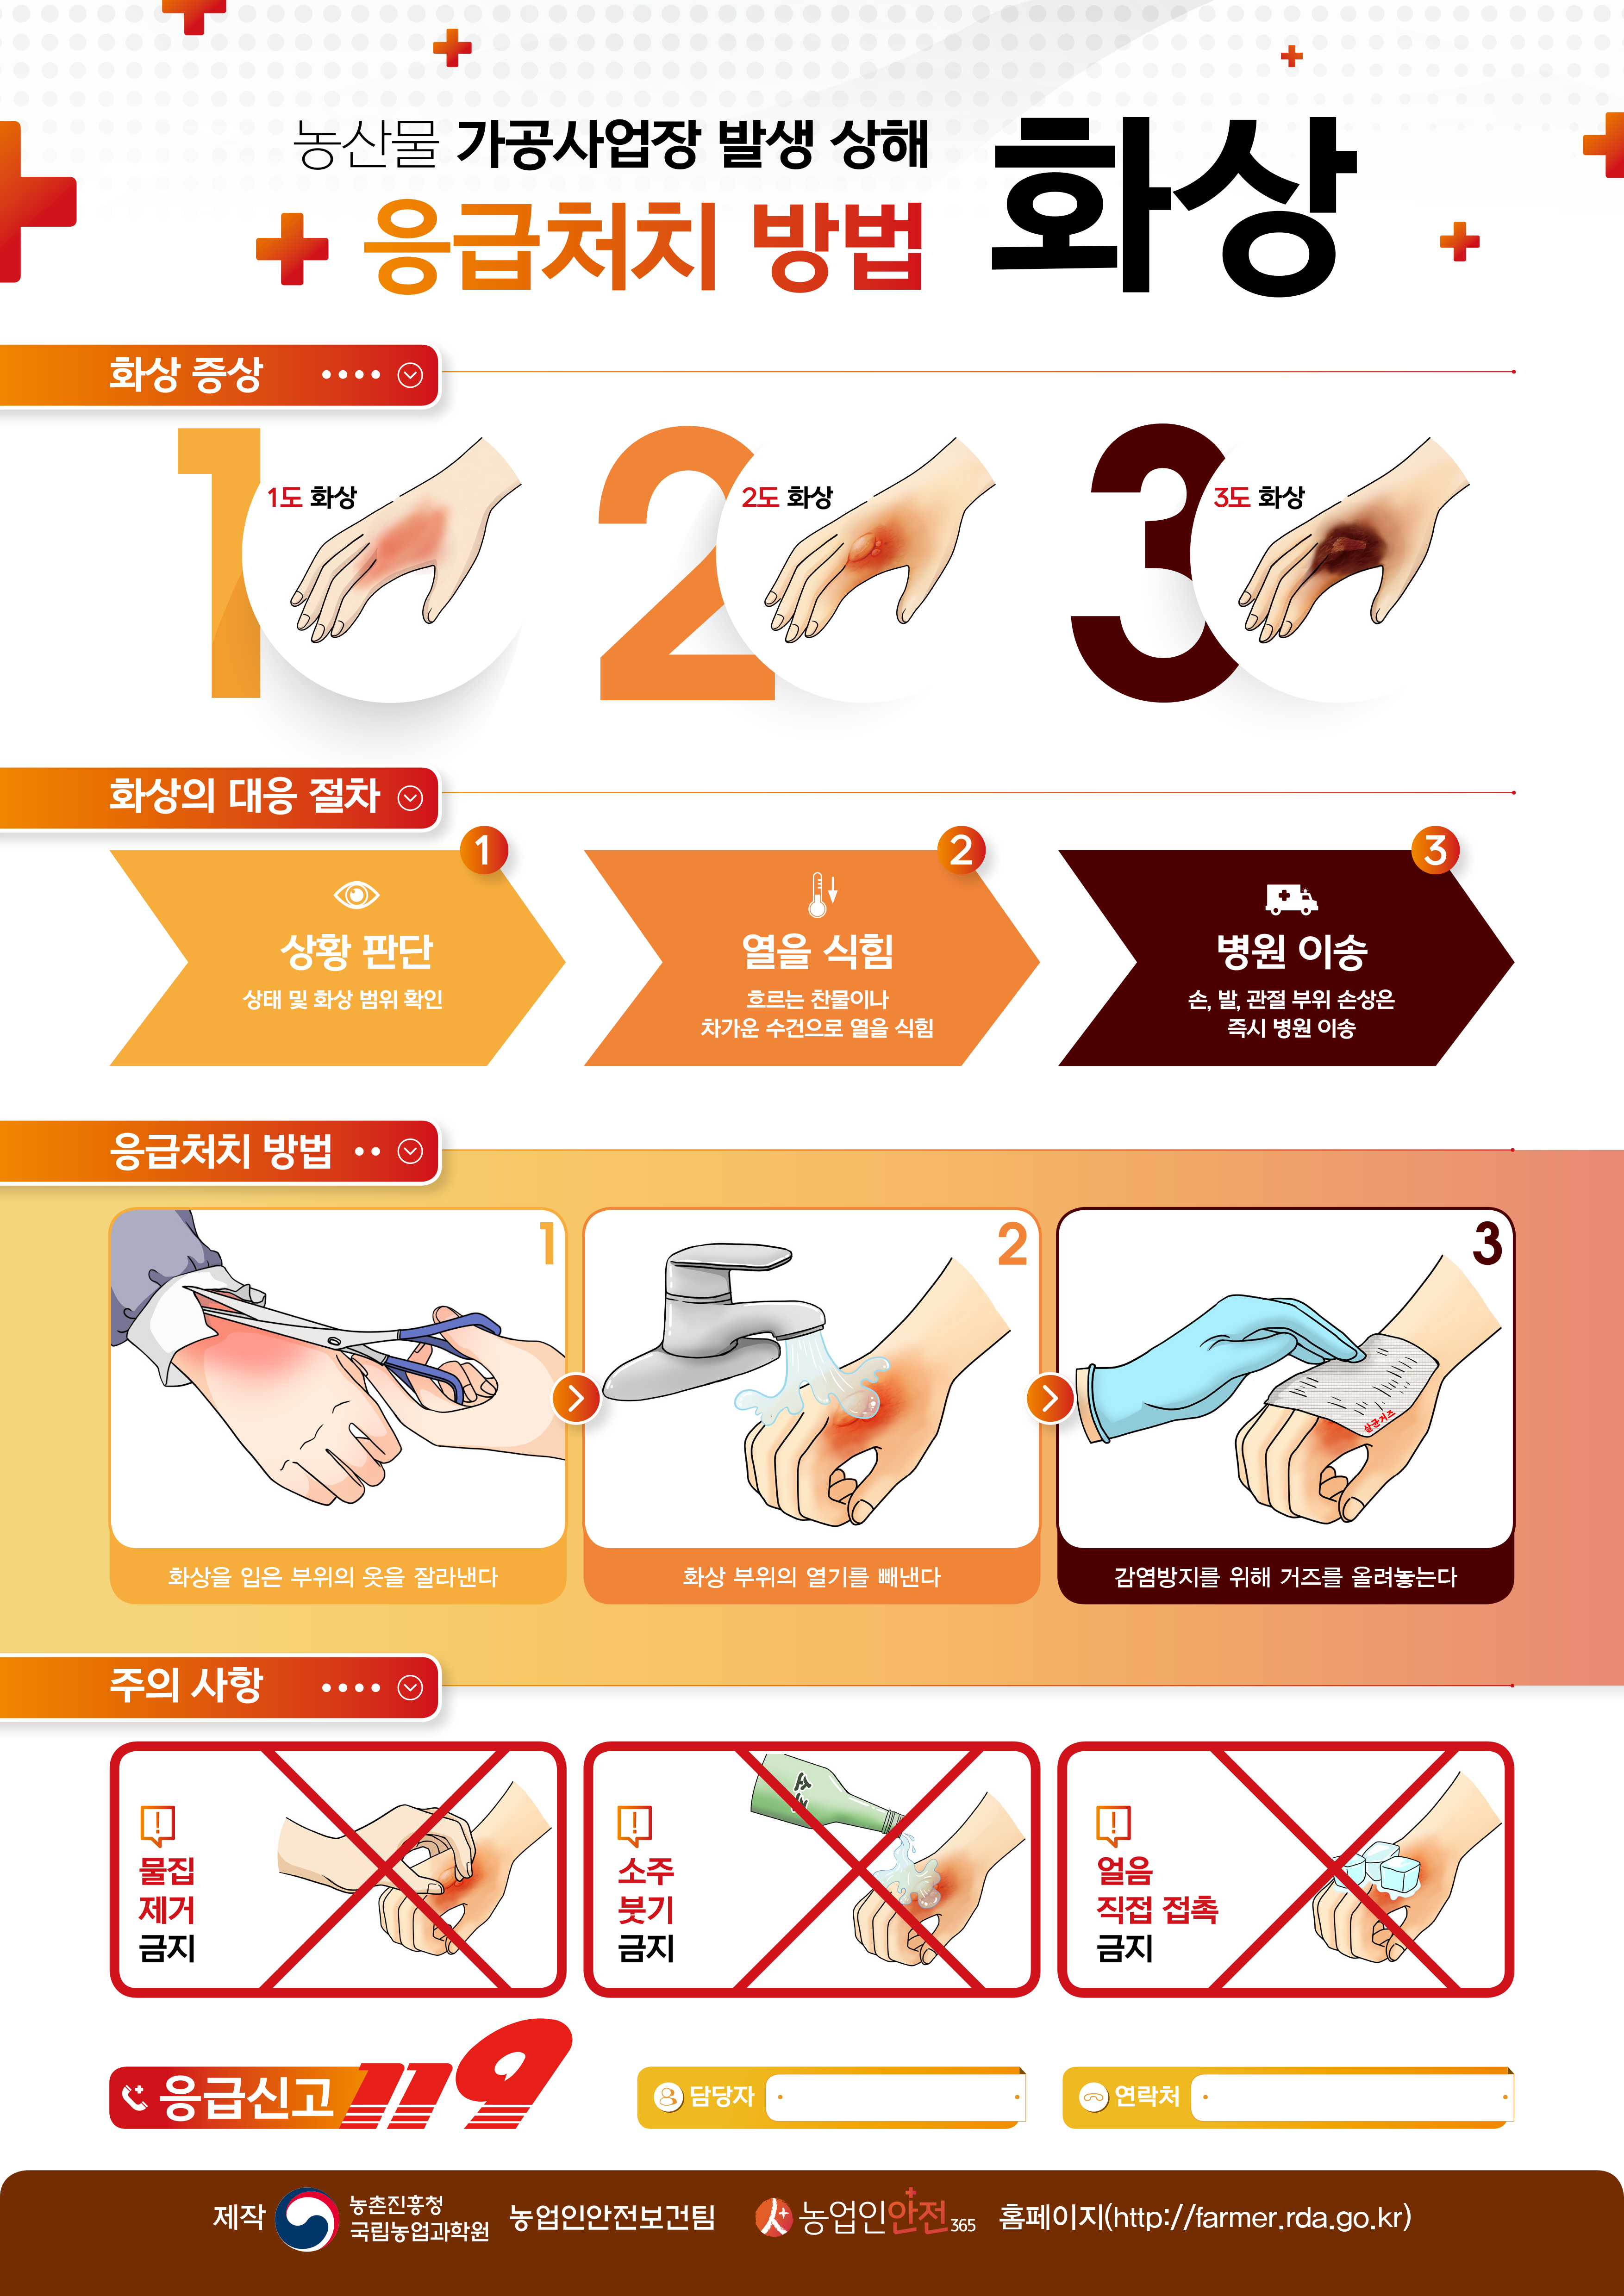 농산물 가공사업장 발생 상해
응급처치 방법
화상
화상 증상
1
1도 화상
2
2도 화상
3
3도 화상
화상의 대응 절차
1
상황 판단
상태 및 화상 범위 확인
2
열을 식힘
흐르는 찬물이나
차가운 수건으로 열을 식힘
3
병원 이송
손, 발, 관절 부위 손상은
즉시 병원 이송
응급처치 방법
1
화상을 입은 부위의 옷을 잘라낸다
2
화상 부위의 열기를 빼낸다
3
살균거즈
감염방지를 위해 거즈를 올려놓는다
주의 사항
물집
제거
금지
소주
소주
붓기
금지
얼음
직접 접촉
금지
응급신고 119
담당자
연락처
제작
농촌진흥청
국립농업과학원
농업인안전보건팀
농업인안전365
홈페이지(http://farmer.rda.go.kr)